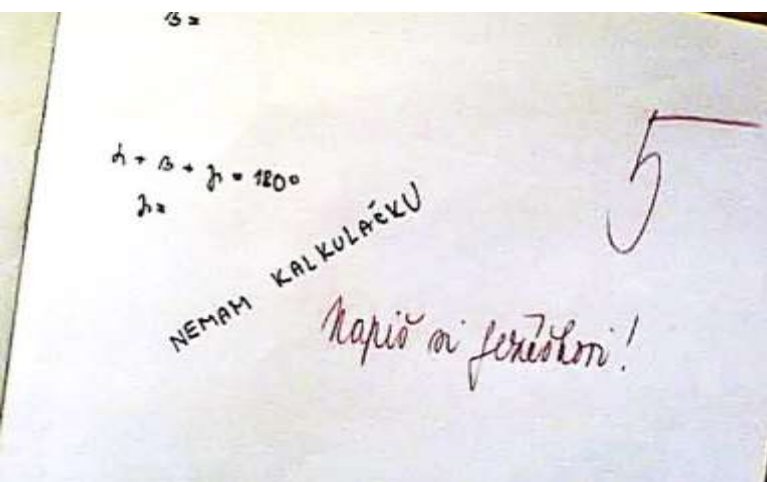 β =
α + β + γ = 180°
γ =
5
NEMAM KALKULAČKU
Napiš si Ježíškovi!